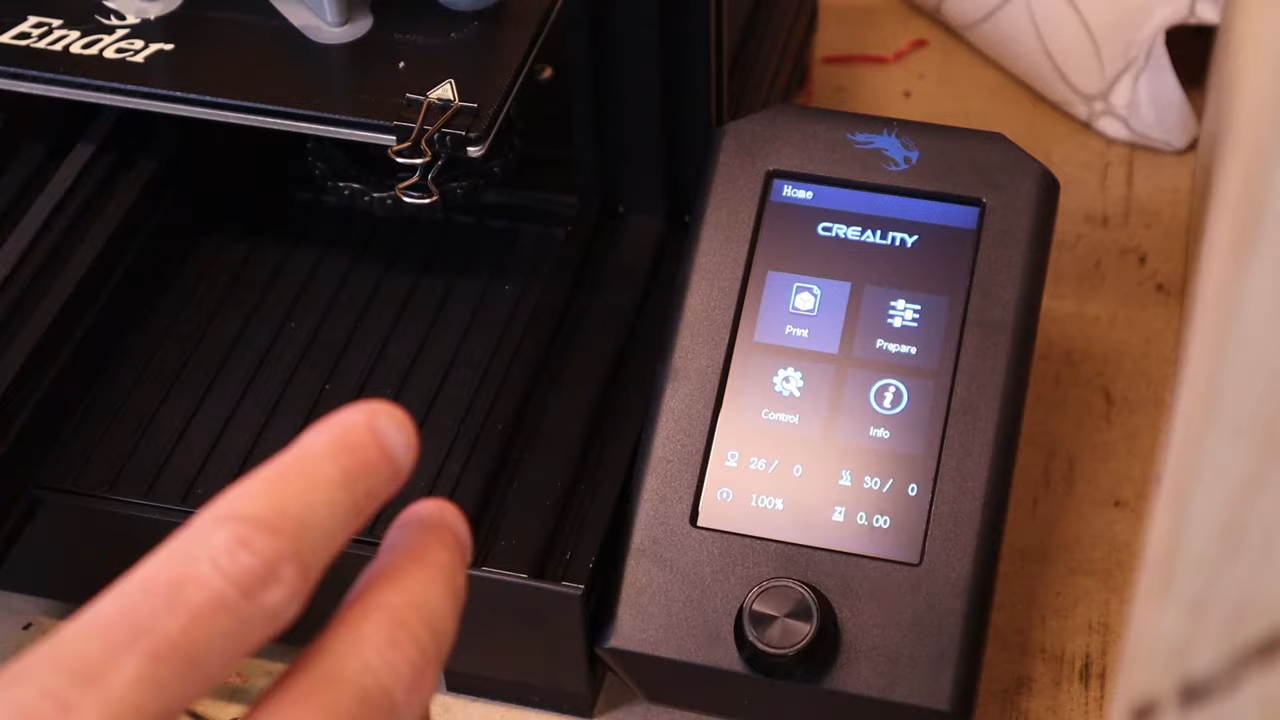 Ender
Home
CREALITY
Print
Prepare
Control
Info
26 / 0
30 / 0
100%
0.00